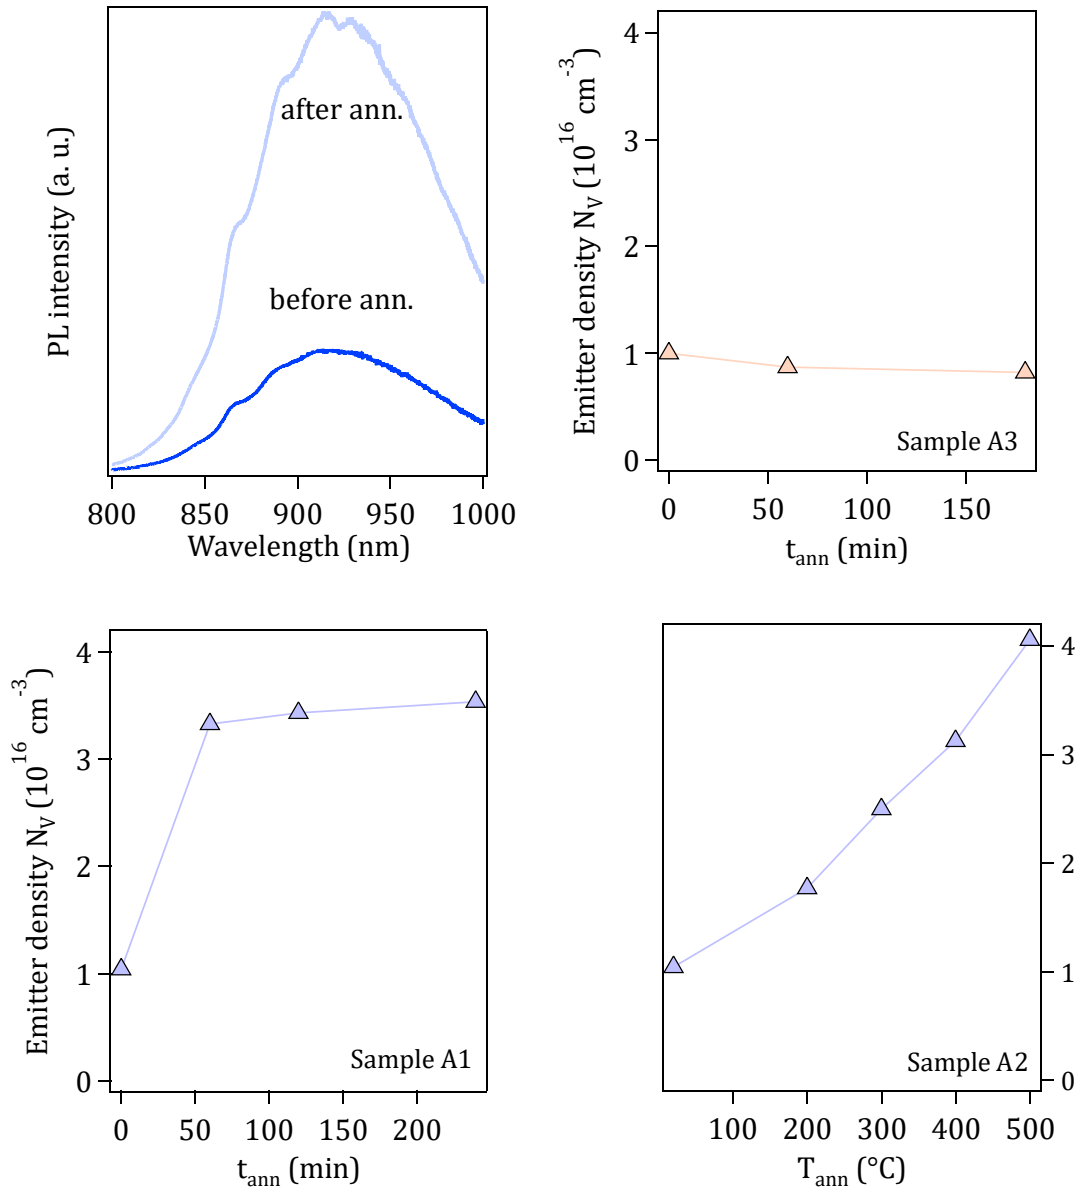 PL intensity (a. u.)
after ann.
before ann.
800 850 900 950 1000
Wavelength (nm)
Emitter density N_V (10^16 cm^-3)
4
3
2
1
0
Sample A3
0 50 100 150
t_ann (min)
Emitter density N_V (10^16 cm^-3)
4
3
2
1
0
Sample A1
0 50 100 150 200
t_ann (min)
4
3
2
1
0
Sample A2
100 200 300 400 500
T_ann (°C)